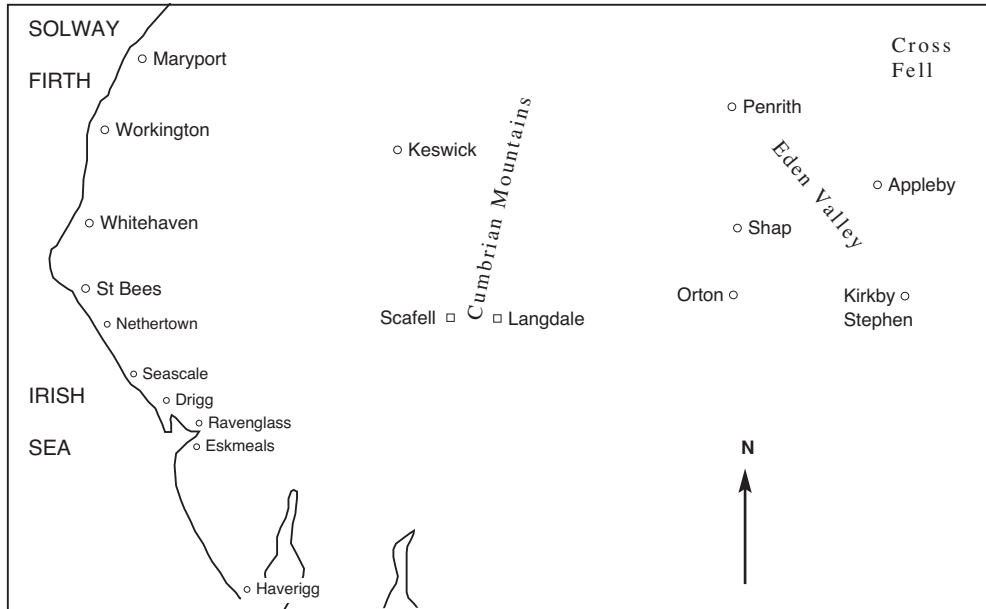 SOLWAY
FIRTH
Maryport
Cross
Fell
Penrith
Workington
Keswick
Cumbrian Mountains
Eden Valley
Appleby
Whitehaven
Shap
St Bees
Orton
Kirkby
Stephen
Nethertown
Scafell
Langdale
Seascale
IRISH
SEA
Drigg
Ravenglass
Eskmeals
N
Haverigg